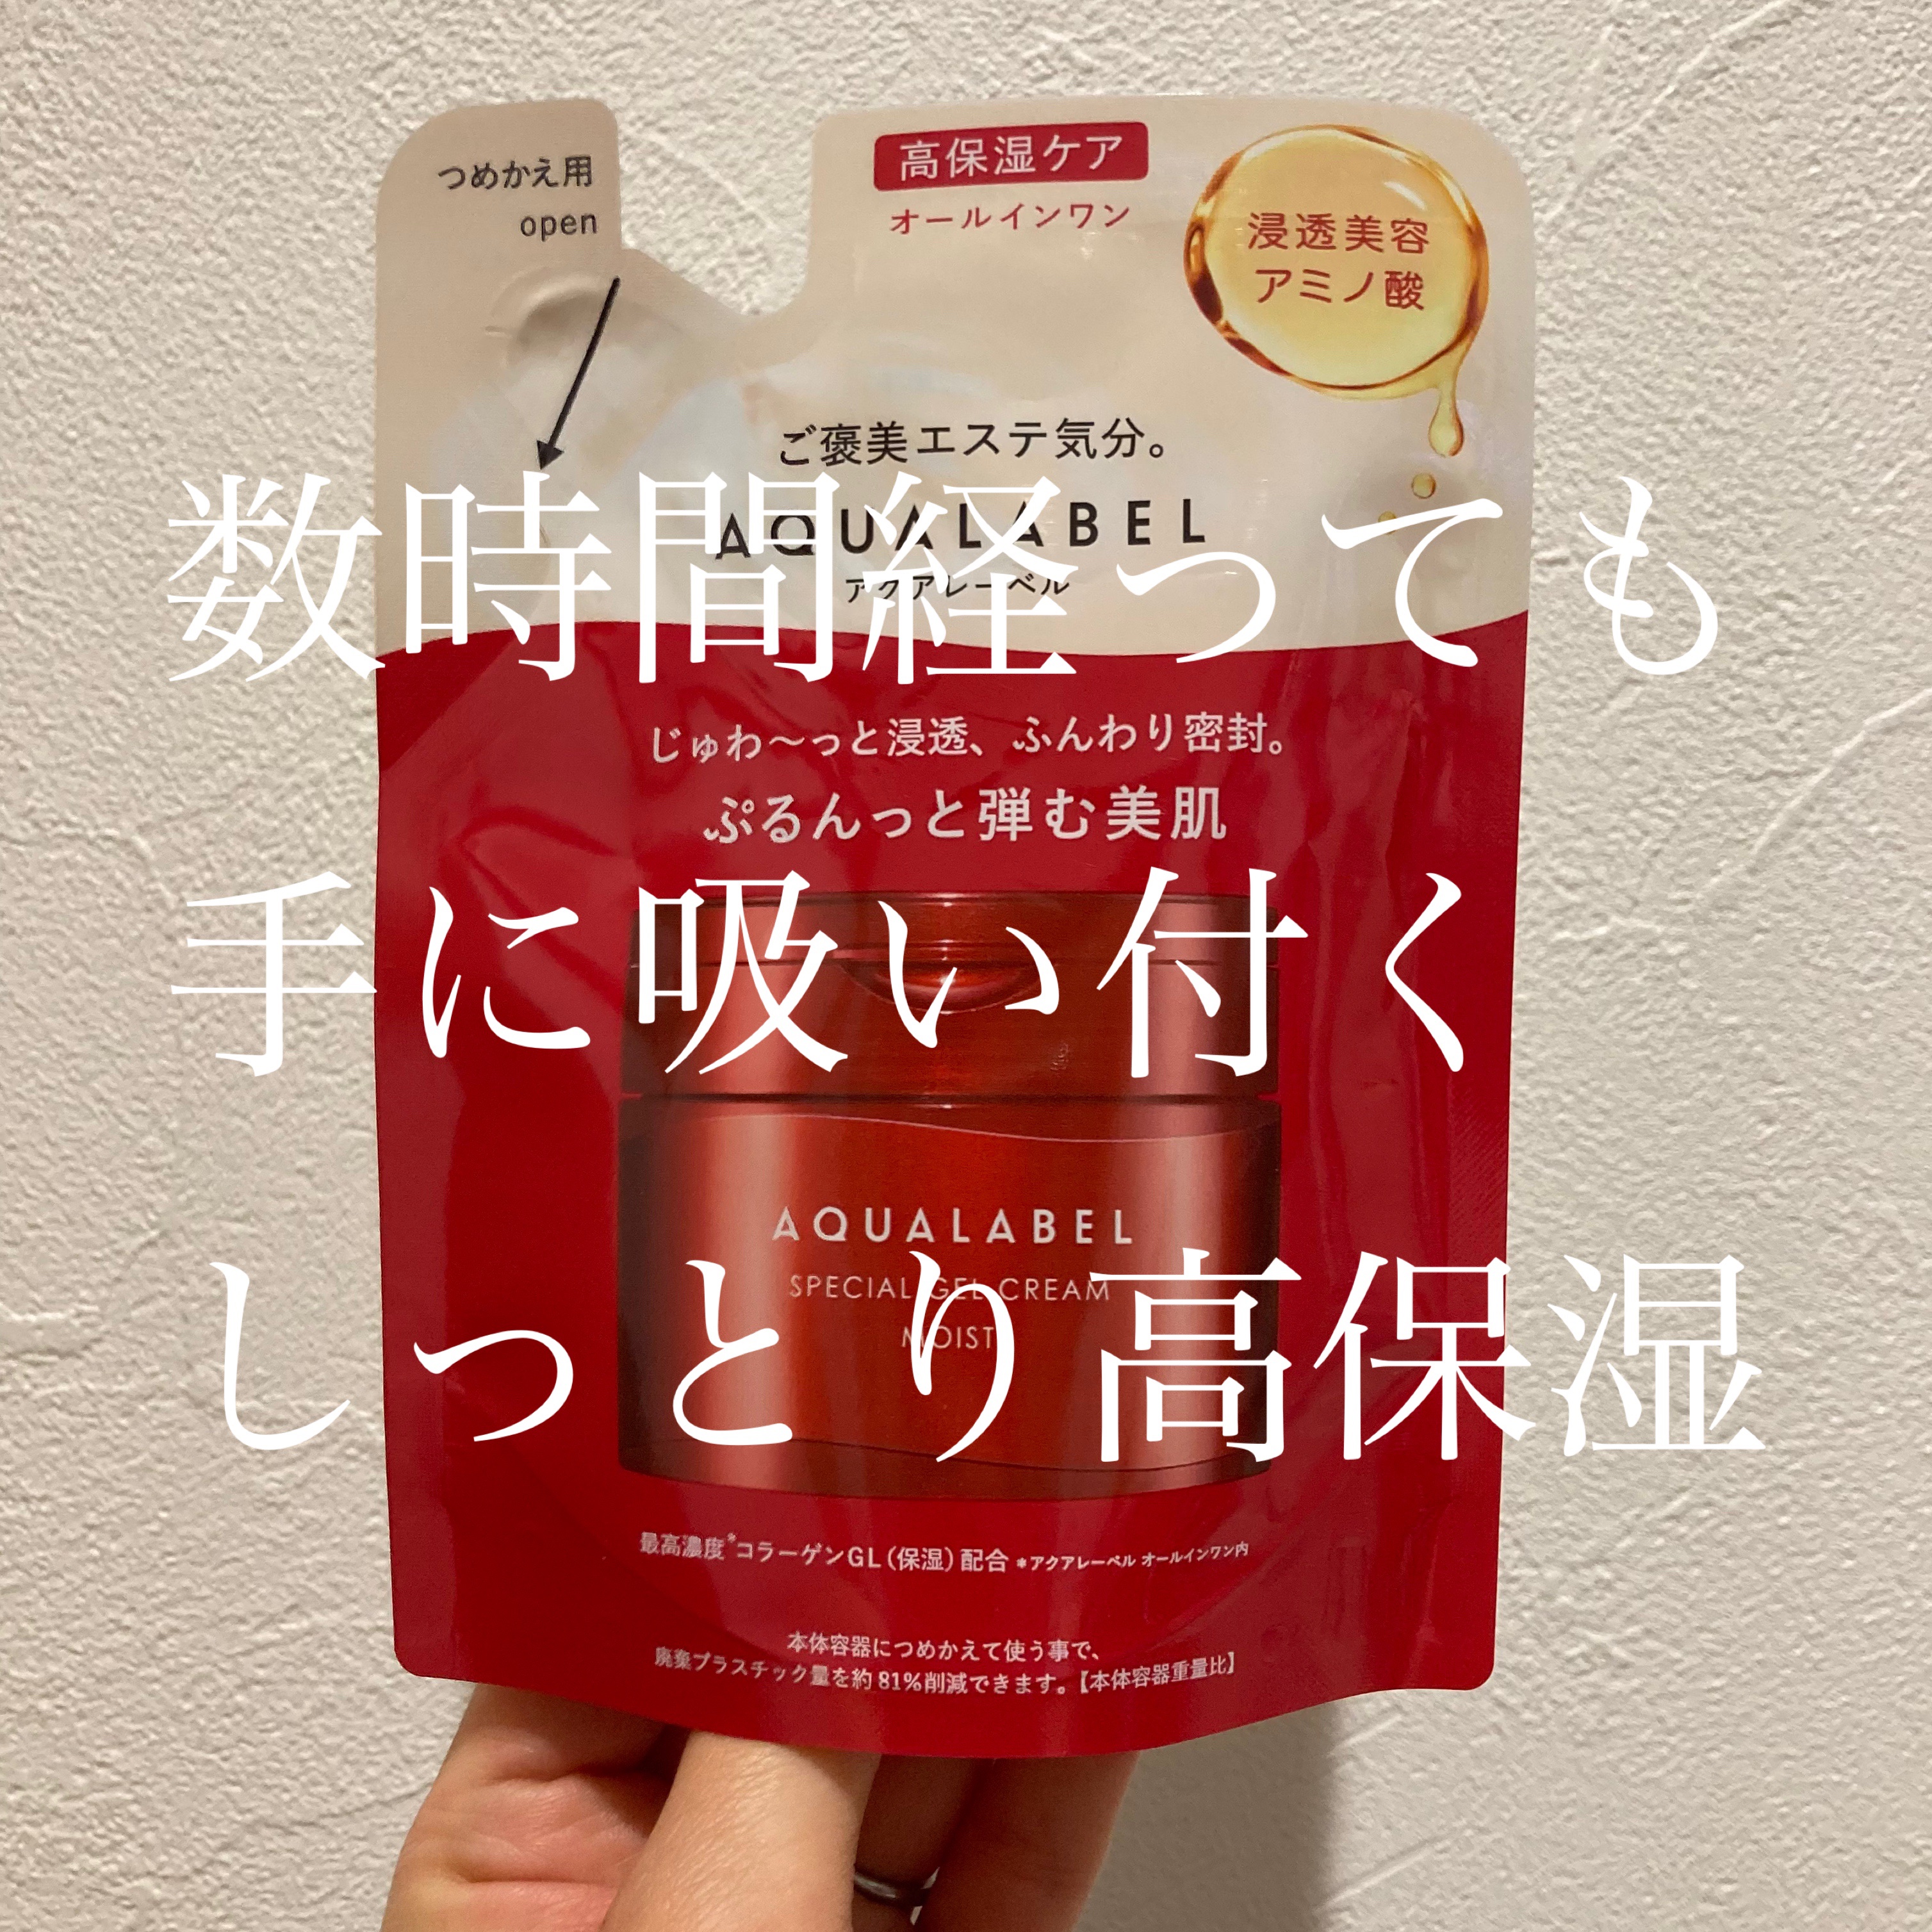 つめかえ用
open
高保湿ケア
オールインワン
浸透美容
アミノ酸
ご褒美エステ気分。
AQUALABEL
アクアレーベル
数時間経っても
じゅわ〜っと浸透、ふんわり密封。
ぷるんっと弾む美肌
手に吸い付く
AQUALABEL
SPECIAL GEL CREAM
MOIST
しっとり高保湿
最高濃度*コラーゲンGL(保湿)配合 *アクアレーベル オールインワン内
本体容器につめかえて使う事で、
廃棄プラスチック量を約81%削減できます。【本体容器重量比】